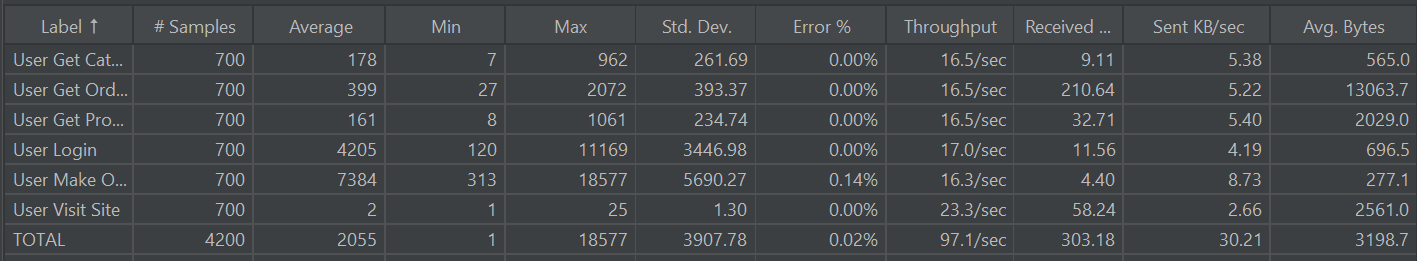 Label ↑ # Samples Average Min Max Std. Dev. Error % Throughput Received ... Sent KB/sec Avg. Bytes
User Get Cat... 700 178 7 962 261.69 0.00% 16.5/sec 9.11 5.38 565.0
User Get Ord... 700 399 27 2072 393.37 0.00% 16.5/sec 210.64 5.22 13063.7
User Get Pro... 700 161 8 1061 234.74 0.00% 16.5/sec 32.71 5.40 2029.0
User Login 700 4205 120 11169 3446.98 0.00% 17.0/sec 11.56 4.19 696.5
User Make O... 700 7384 313 18577 5690.27 0.14% 16.3/sec 4.40 8.73 277.1
User Visit Site 700 2 1 25 1.30 0.00% 23.3/sec 58.24 2.66 2561.0
TOTAL 4200 2055 1 18577 3907.78 0.02% 97.1/sec 303.18 30.21 3198.7